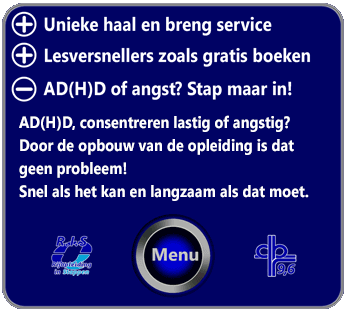 Unieke haal en breng service
Lesversnellers zoals gratis boeken
AD(H)D of angst? Stap maar in!
AD(H)D, consentreren lastig of angstig?
Door de opbouw van de opleiding is dat
geen probleem!
Snel als het kan en langzaam als dat moet.
R.I.S
Rijopleiding
in Stappen
Menu
9,6